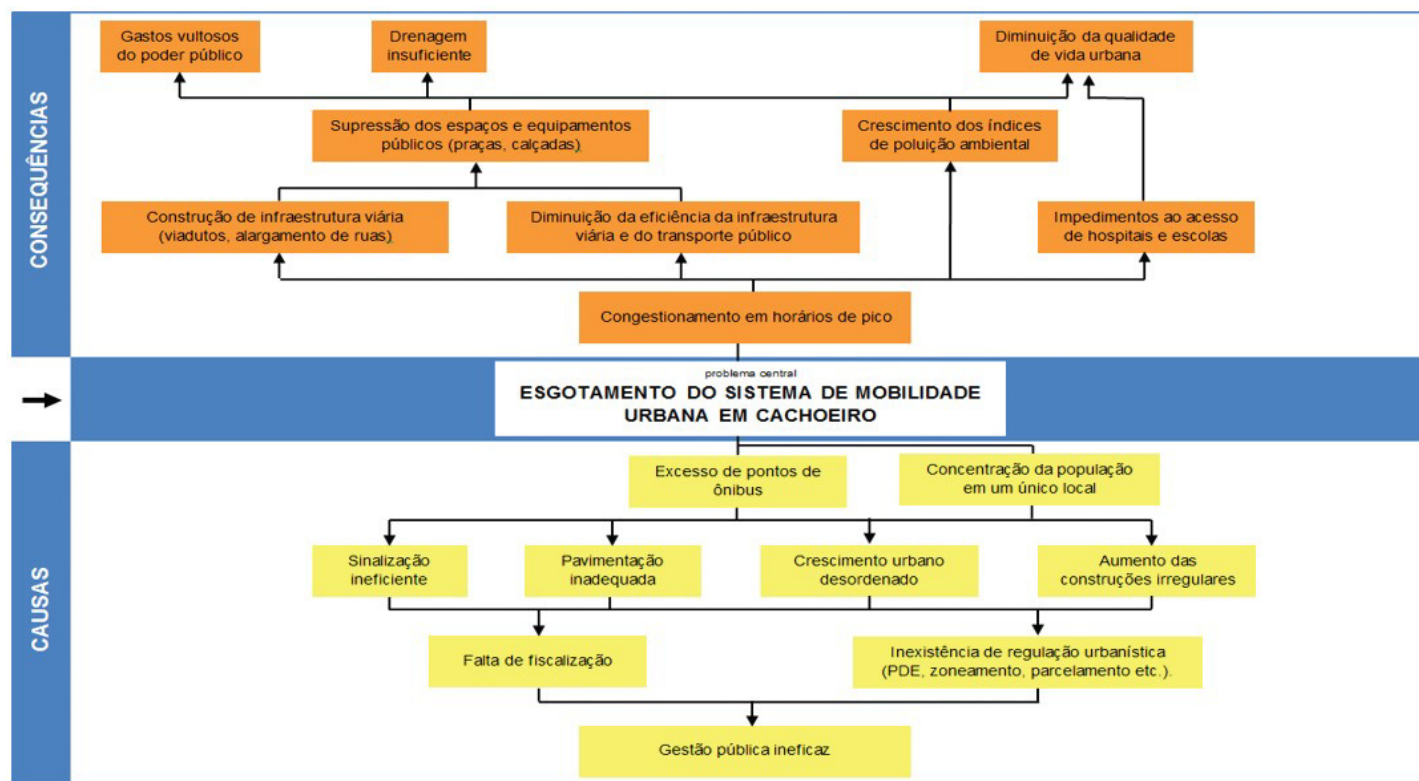 CONSEQUÊNCIAS
Gastos vultosos
do poder público
Drenagem
insuficiente
Diminuição da qualidade
de vida urbana
Supressão dos espaços e equipamentos
públicos (praças, calçadas)
Crescimento dos índices
de poluição ambiental
Construção de infraestrutura viária
(viadutos, alargamento de ruas)
Diminuição da eficiência da infraestrutura
viária e do transporte público
Impedimentos ao acesso
de hospitais e escolas
Congestionamento em horários de pico
problema central
ESGOTAMENTO DO SISTEMA DE MOBILIDADE
URBANA EM CACHOEIRO
CAUSAS
Excesso de pontos de
ônibus
Concentração da população
em um único local
Sinalização
ineficiente
Pavimentação
inadequada
Crescimento urbano
desordenado
Aumento das
construções irregulares
Falta de fiscalização
Inexistência de regulação urbanística
(PDE, zoneamento, parcelamento etc.).
Gestão pública ineficaz